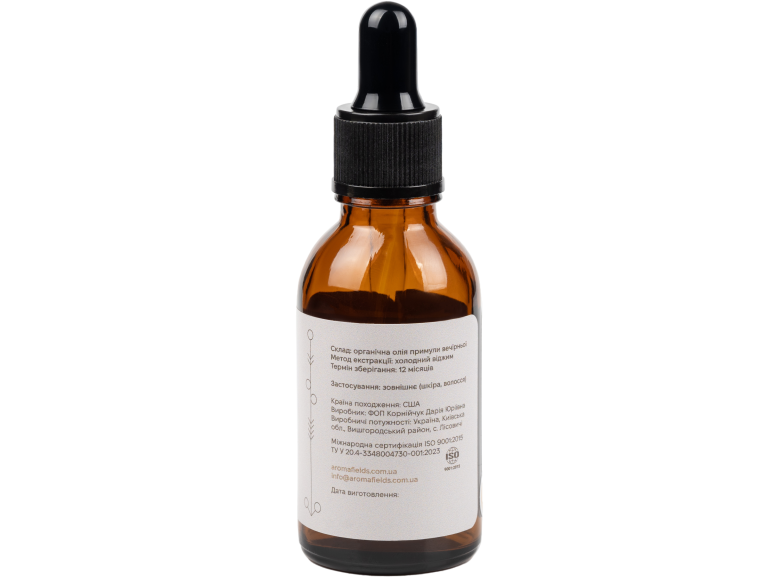 Склад: органічна олія примули вечірньої
Метод екстракції: холодний віджим
Термін зберігання: 12 місяців
Застосування: зовнішнє (шкіра, волосся)
Країна походження: США
Виробник: ФОП Корнійчук Дарія Юріївна
Виробничі потужності: Україна, Київська
обл., Вишгородський район, с. Лісовичі
Міжнародна сертифікація ISO 9001:2015
ТУ У 20.4-3348004730-001:2023
ISO
9001:2015
aromafields.com.ua
info@aromafields.com.ua
Дата виготовлення: